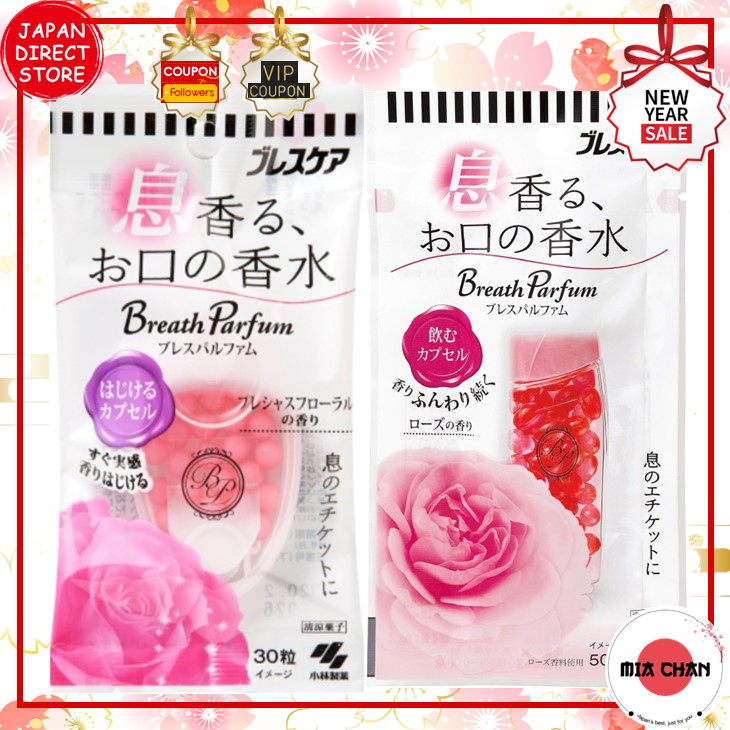 JAPAN
DIRECT
STORE
COUPON
Followers
VIP
COUPON
NEW
YEAR
SALE
ブレスケア
息香る、
お口の香水
Breath Parfum
ブレスパルファム
はじける
カプセル
プレシャスフローラル
の香り
すぐ実感
香りはじける
BP
息のエチケットに
清涼菓子
30粒
イメージ
小林製薬
ブレス
息香る、
お口の香水
Breath Parfum
ブレスパルファム
飲む
カプセル
香りふんわり続く
ローズの香り
BP
息のエチケットに
ローズ香料使用
50
MIA CHAN
Japan's best, just for you